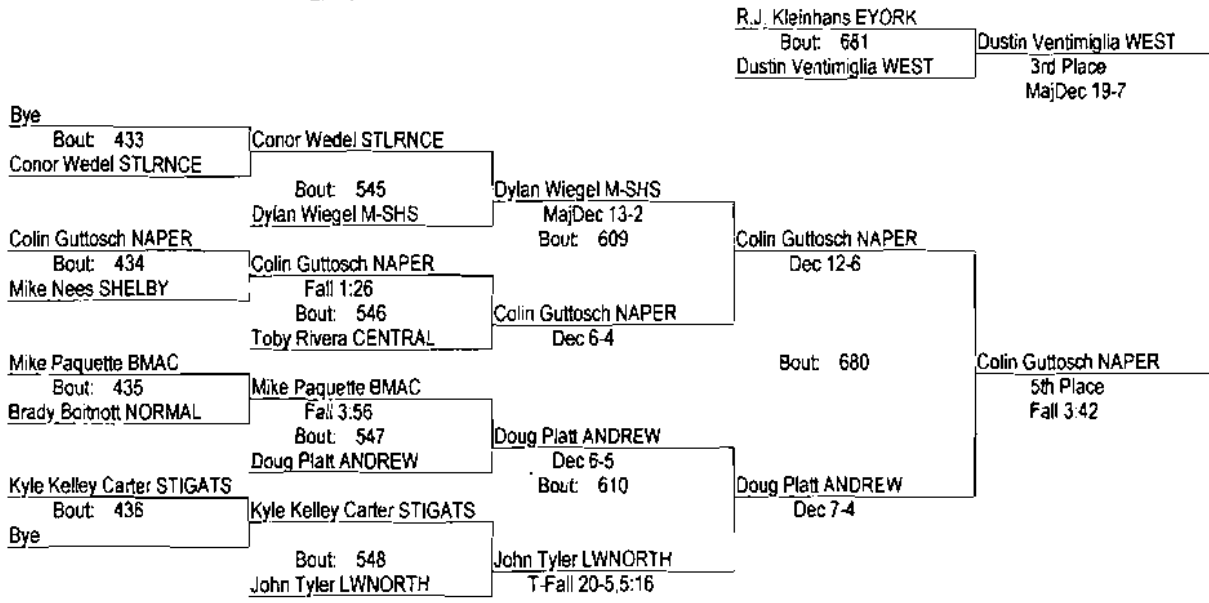 R.J. Kleinhans EYORK
Bout: 681
Dustin Ventimiglia WEST
Dustin Ventimiglia WEST
3rd Place
MajDec 19-7
Bye
Bout: 433
Conor Wedel STLRNCE
Conor Wedel STLRNCE
Bout: 545
Dylan Wiegel M-SHS
Dylan Wiegel M-SHS
MajDec 13-2
Bout: 609
Colin Guttosch NAPER
Bout: 434
Mike Nees SHELBY
Colin Guttosch NAPER
Fall 1:26
Bout: 546
Toby Rivera CENTRAL
Colin Guttosch NAPER
Dec 6-4
Colin Guttosch NAPER
Dec 12-6
Mike Paquette BMAC
Bout: 435
Brady Boitnott NORMAL
Mike Paquette BMAC
Fall 3:56
Bout: 547
Doug Platt ANDREW
Doug Platt ANDREW
Dec 6-5
Bout: 610
Bout: 680
Colin Guttosch NAPER
5th Place
Fall 3:42
Kyle Kelley Carter STIGATS
Bout: 436
Bye
Kyle Kelley Carter STIGATS
Bout: 548
John Tyler LWNORTH
John Tyler LWNORTH
T-Fall 20-5,5:16
Doug Platt ANDREW
Dec 7-4